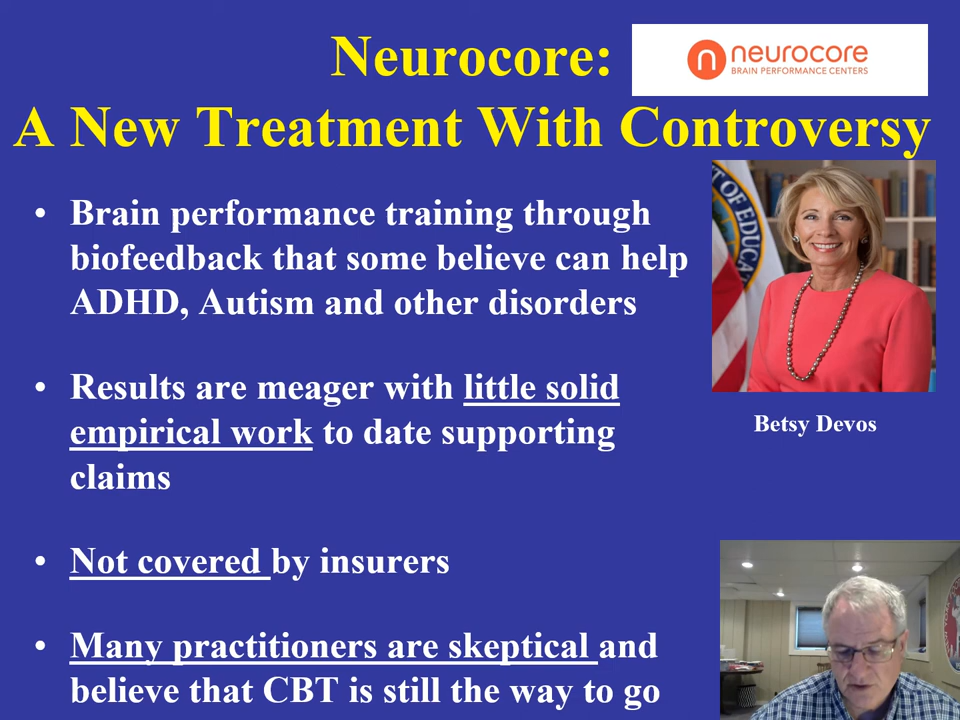 Neurocore:
neurocore
BRAIN PERFORMANCE CENTERS
A New Treatment With Controversy
• Brain performance training through
biofeedback that some believe can help
ADHD, Autism and other disorders
• Results are meager with little solid
empirical work to date supporting
claims
• Not covered by insurers
• Many practitioners are skeptical and
believe that CBT is still the way to go
T OF EDUCAT
Betsy Devos